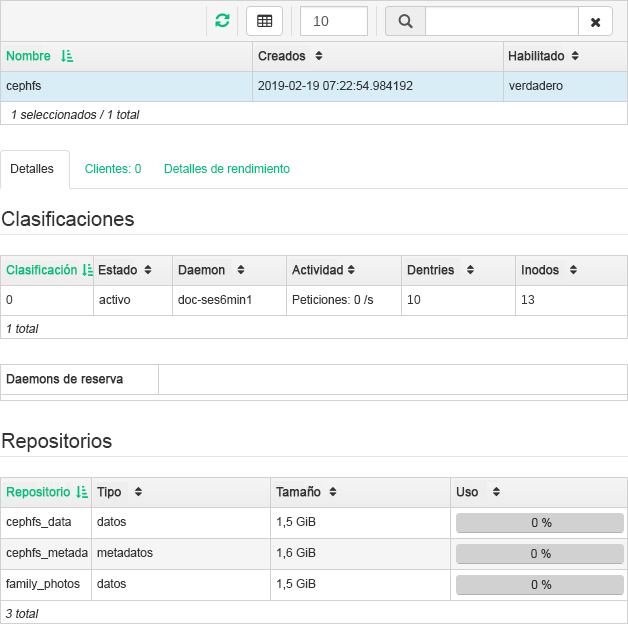 10
Nombre Creados Habilitado
cephfs 2019-02-19 07:22:54.984192 verdadero
1 seleccionados / 1 total
Detalles Clientes: 0 Detalles de rendimiento
Clasificaciones
Clasificación Estado Daemon Actividad Dentries Inodos
0 activo doc-ses6min1 Peticiones: 0 /s 10 13
1 total
Daemons de reserva
Repositorios
Repositorio Tipo Tamaño Uso
cephfs_data datos 1,5 GiB 0 %
cephfs_metada metadatos 1,6 GiB 0 %
family_photos datos 1,5 GiB 0 %
3 total